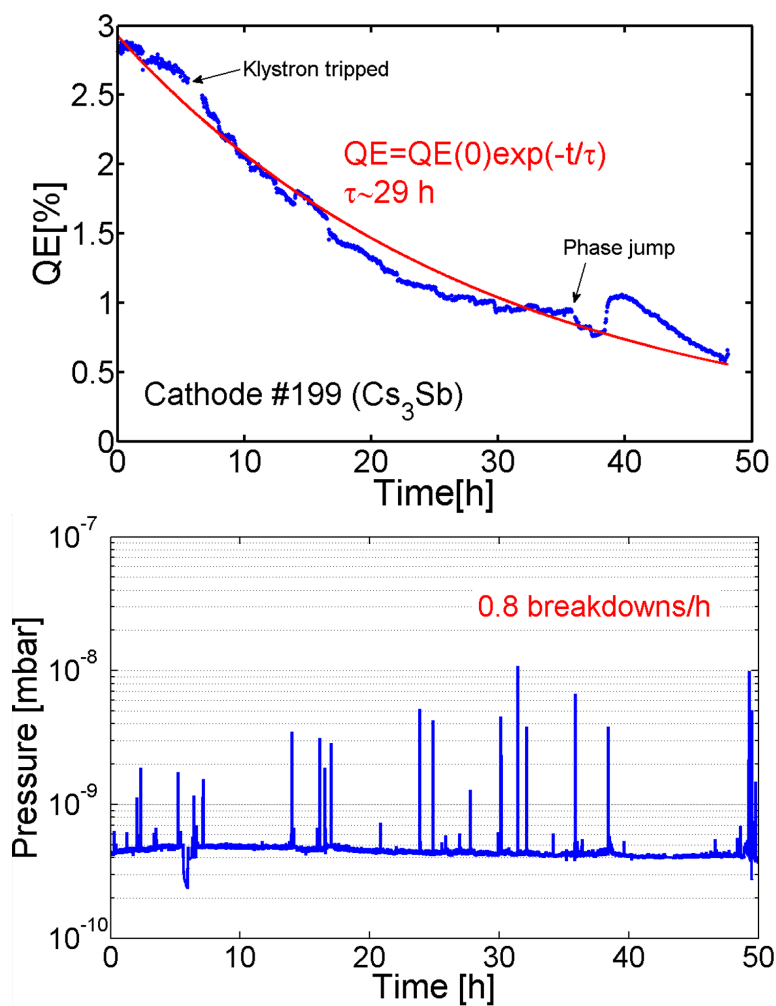 3
2.5
2
1.5
1
0.5
0
QE[%]
Klystron tripped
QE=QE(0)exp(-t/τ)
τ~29 h
Phase jump
Cathode #199 (Cs3Sb)
0 10 20 30 40 50
Time[h]
10-7
10-8
10-9
10-10
Pressure [mbar]
0.8 breakdowns/h
0 10 20 30 40 50
Time [h]